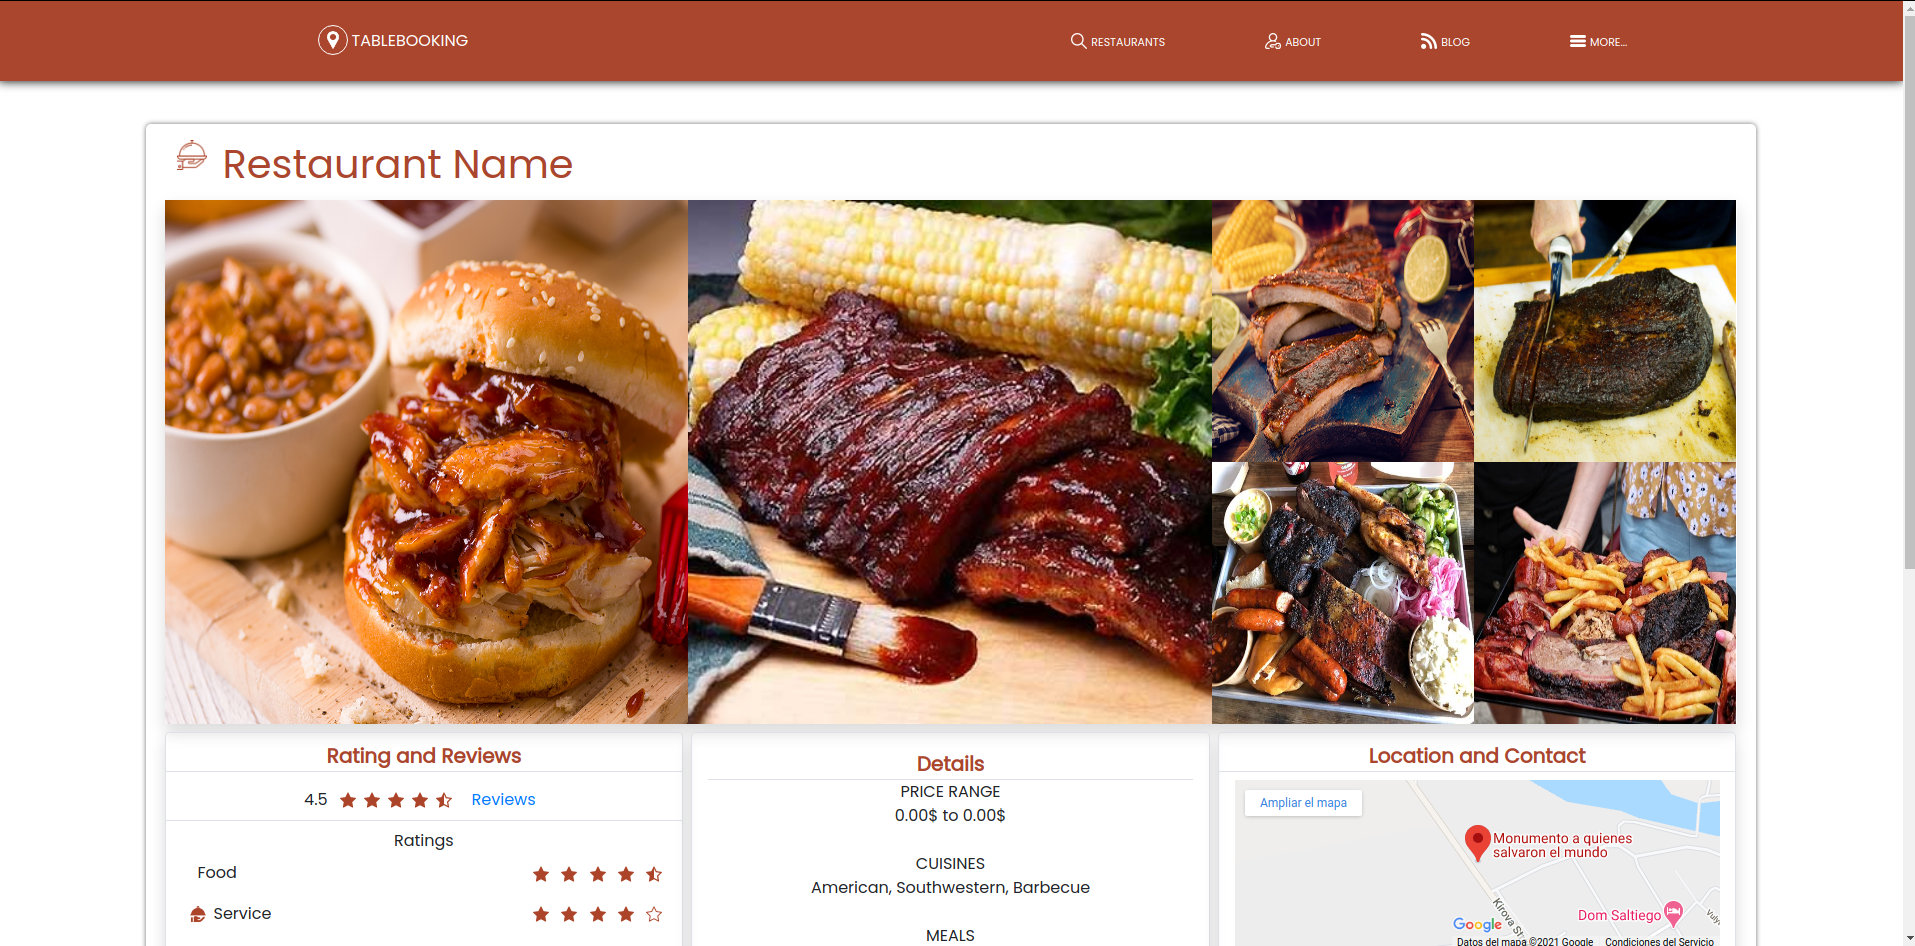 TABLEBOOKING
RESTAURANTS
ABOUT
BLOG
MORE...
Restaurant Name
Rating and Reviews
4.5
Reviews
Ratings
Food
Service
Details
PRICE RANGE
0.00$ to 0.00$
CUISINES
American, Southwestern, Barbecue
MEALS
Location and Contact
Ampliar el mapa
Monumento a quienes
salvaron el mundo
Kirova St
Dom Saltiego
Google
Datos del mapa ©2021 Google
Condiciones del Servicio